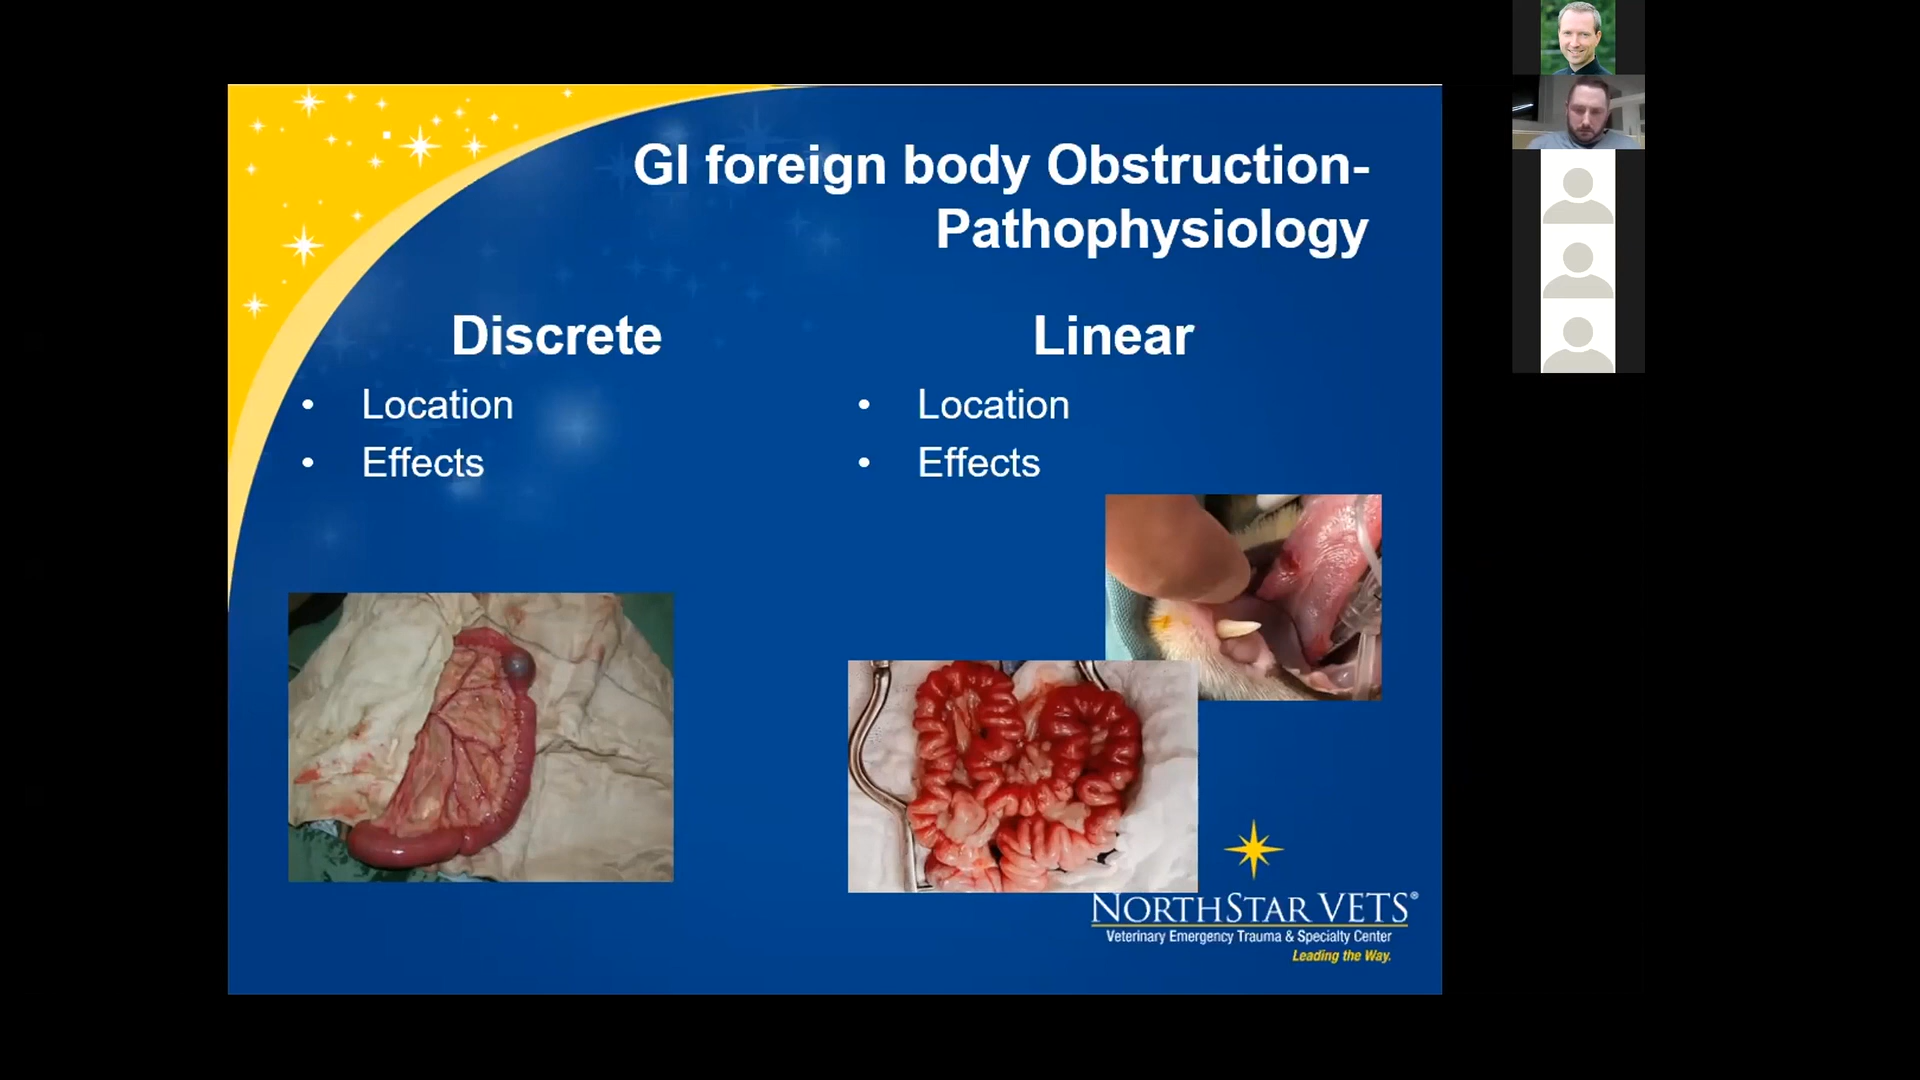 GI foreign body Obstruction-
Pathophysiology
Discrete
• Location
• Effects
Linear
• Location
• Effects
NORTHSTAR VETS®
Veterinary Emergency Trauma & Specialty Center
Leading the Way.